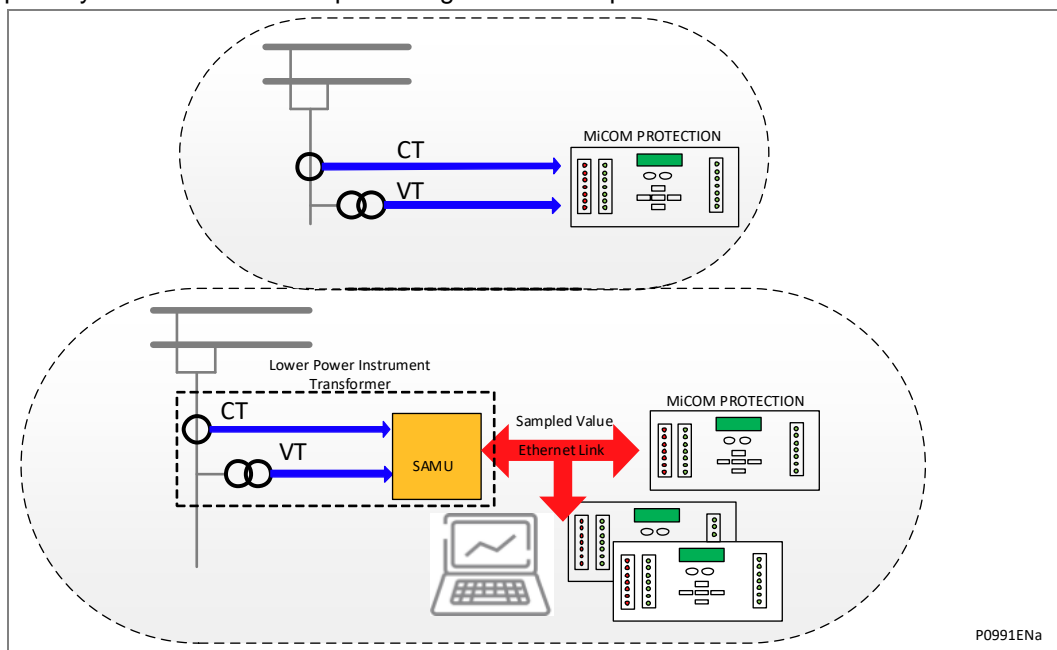 MiCOM PROTECTION
CT
VT
Lower Power Instrument
Transformer
CT
VT
SAMU
Sampled Value
Ethernet Link
MiCOM PROTECTION
P0991ENa